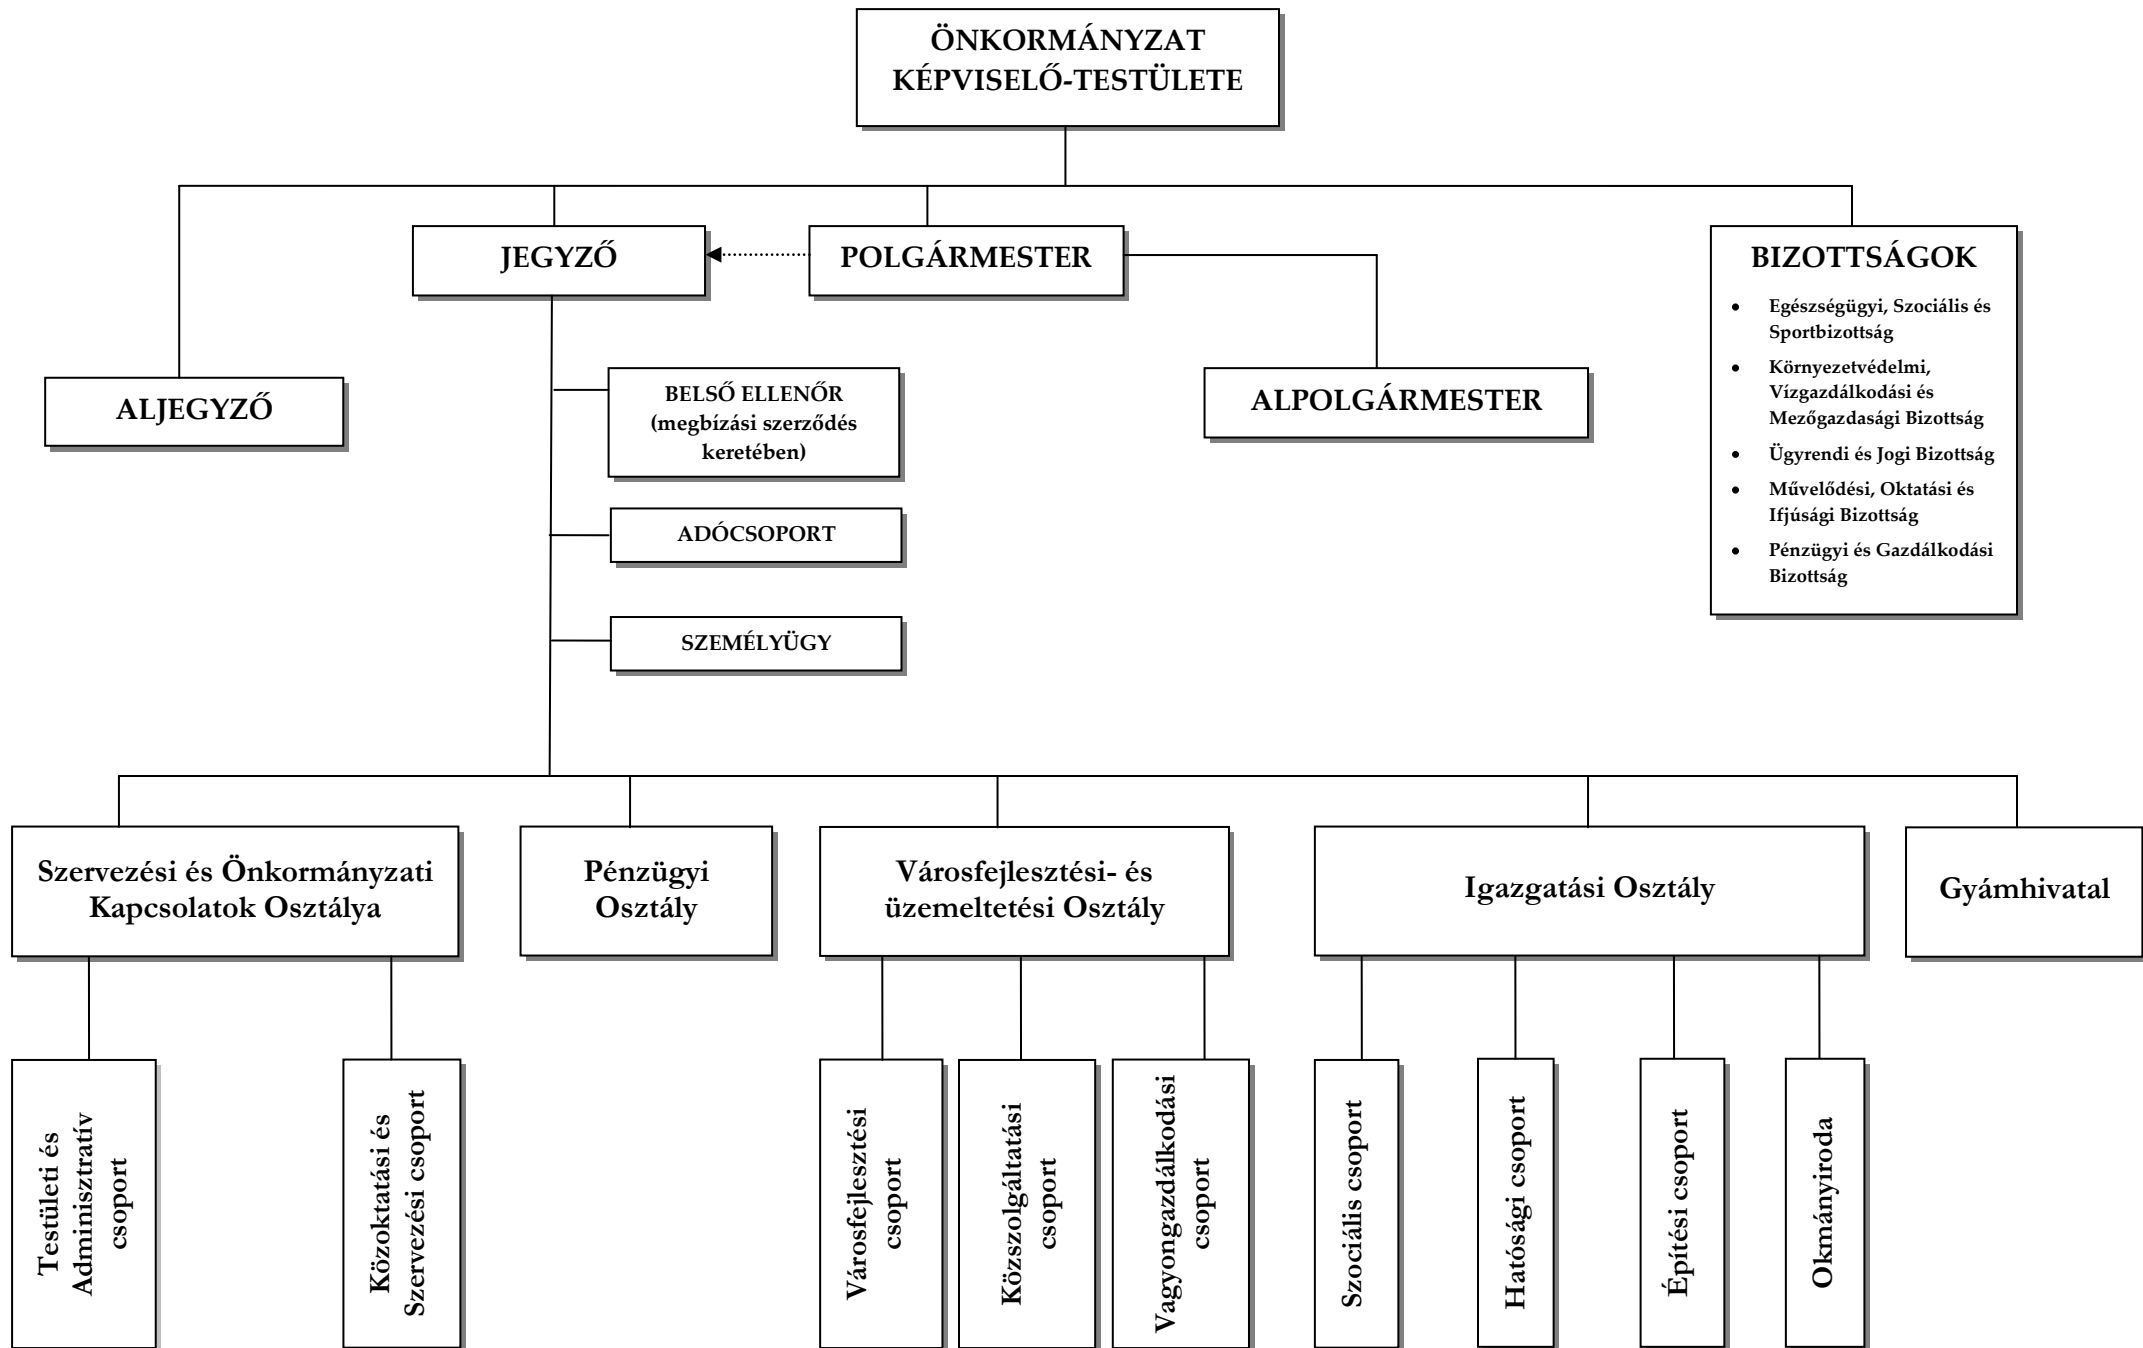 ÖNKORMÁNYZAT
KÉPVISELŐ-TESTÜLETE
JEGYZŐ
POLGÁRMESTER
BIZOTTSÁGOK
• Egészségügyi, Szociális és
Sportbizottság
• Környezetvédelmi,
Vízgazdálkodási és
Mezőgazdasági Bizottság
• Ügyrendi és Jogi Bizottság
• Művelődési, Oktatási és
Ifjúsági Bizottság
• Pénzügyi és Gazdálkodási
Bizottság
ALJEGYZŐ
BELSŐ ELLENŐR
(megbízási szerződés
keretében)
ALPOLGÁRMESTER
ADÓCSOPORT
SZEMÉLYÜGY
Szervezési és Önkormányzati
Kapcsolatok Osztálya
Pénzügyi
Osztály
Városfejlesztési- és
üzemeltetési Osztály
Igazgatási Osztály
Gyámhivatal
Testületi és
Adminisztratív
csoport
Közoktatási és
Szervezési csoport
Városfejlesztési
csoport
Közszolgáltatási
csoport
Vagyongazdálkodási
csoport
Szociális csoport
Hatósági csoport
Építési csoport
Okmányiroda